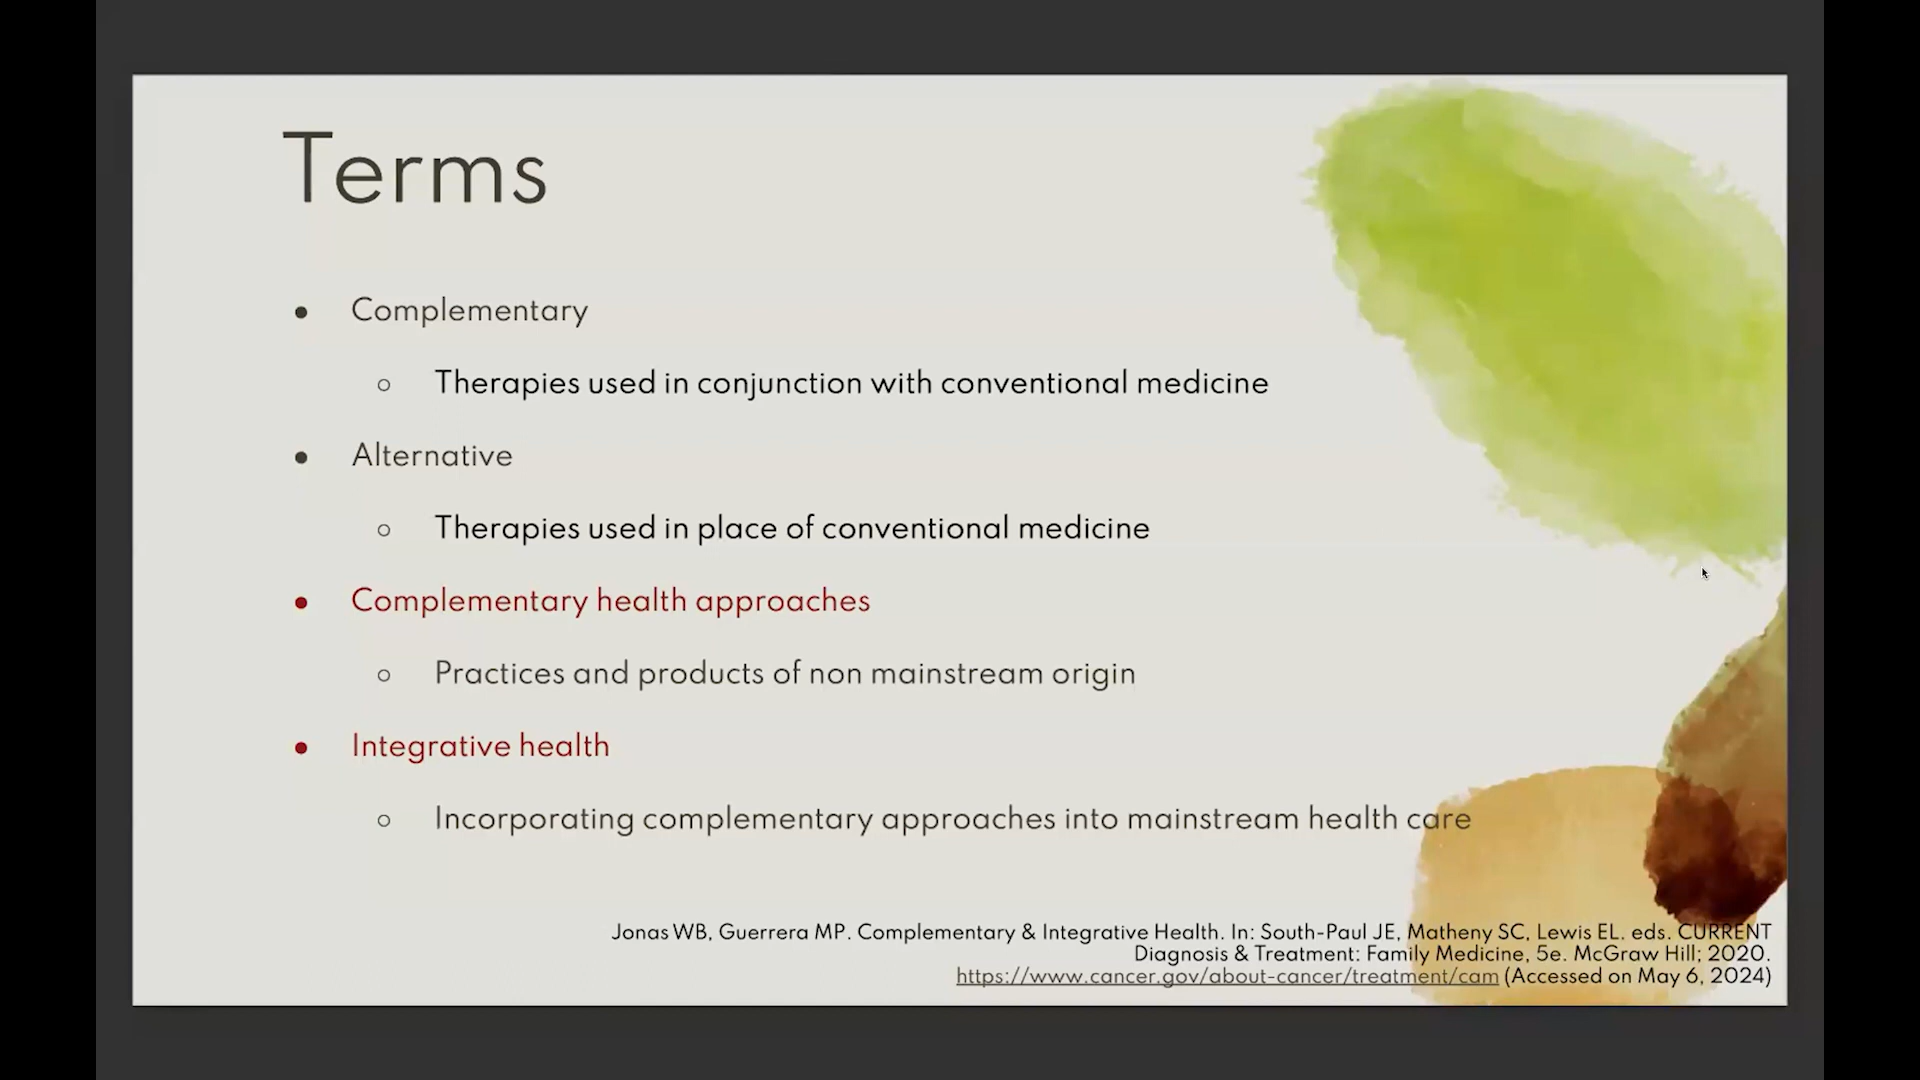 Terms
• Complementary
○ Therapies used in conjunction with conventional medicine
• Alternative
○ Therapies used in place of conventional medicine
• Complementary health approaches
○ Practices and products of non mainstream origin
• Integrative health
○ Incorporating complementary approaches into mainstream health care
Jonas WB, Guerrera MP. Complementary & Integrative Health. In: South-Paul JE, Matheny SC, Lewis EL. eds. CURRENT
Diagnosis & Treatment: Family Medicine, 5e. McGraw Hill; 2020.
https://www.cancer.gov/about-cancer/treatment/cam (Accessed on May 6, 2024)